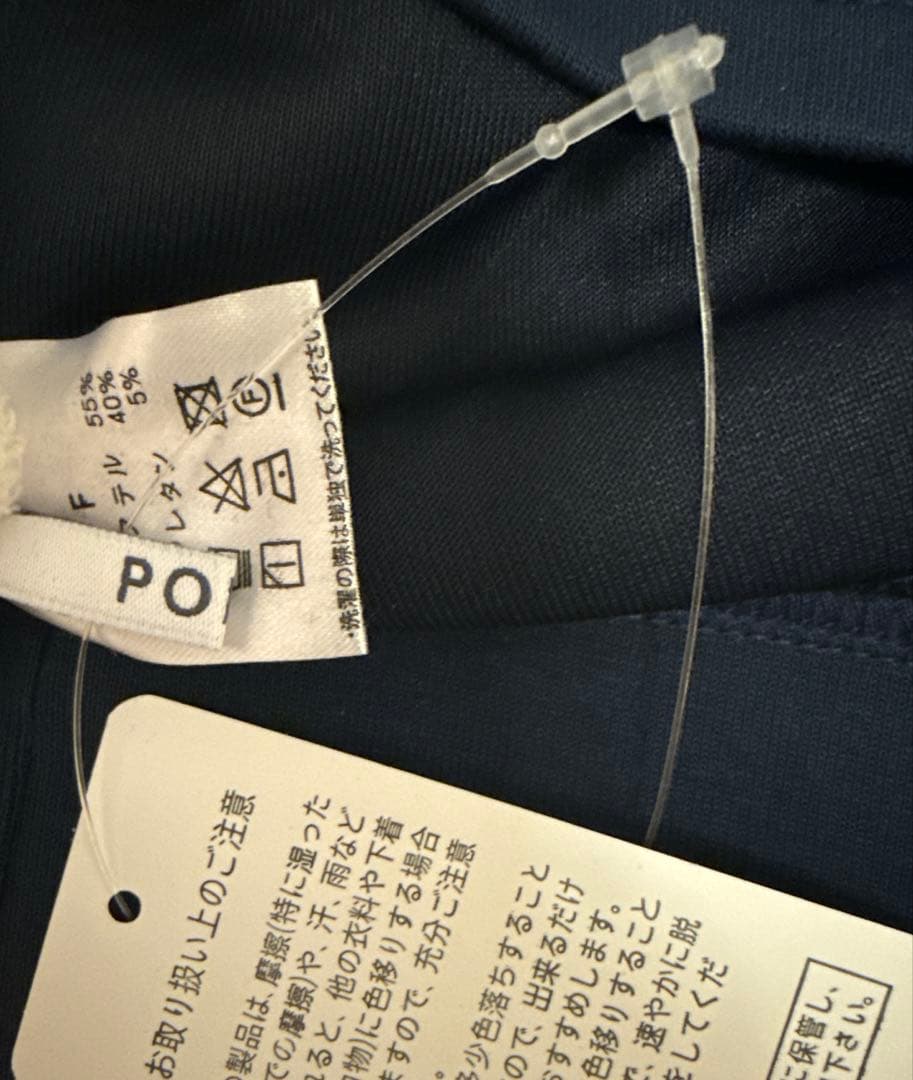 F
55%
テル 40%
レタン 5%
・洗濯の際は単独で洗ってください
PO
お取り扱い上のご注意
の製品は、摩擦(特に湿った
での摩擦)や、汗、雨など
れると、他の衣料や下着
物)に色移りする場合
ますので、充分ご注意
。
多少色落ちすること
ので、出来るだけ
おすすめします。
色移りすること
で、速やかに脱
をしてくだ
に保管し、
下さい。